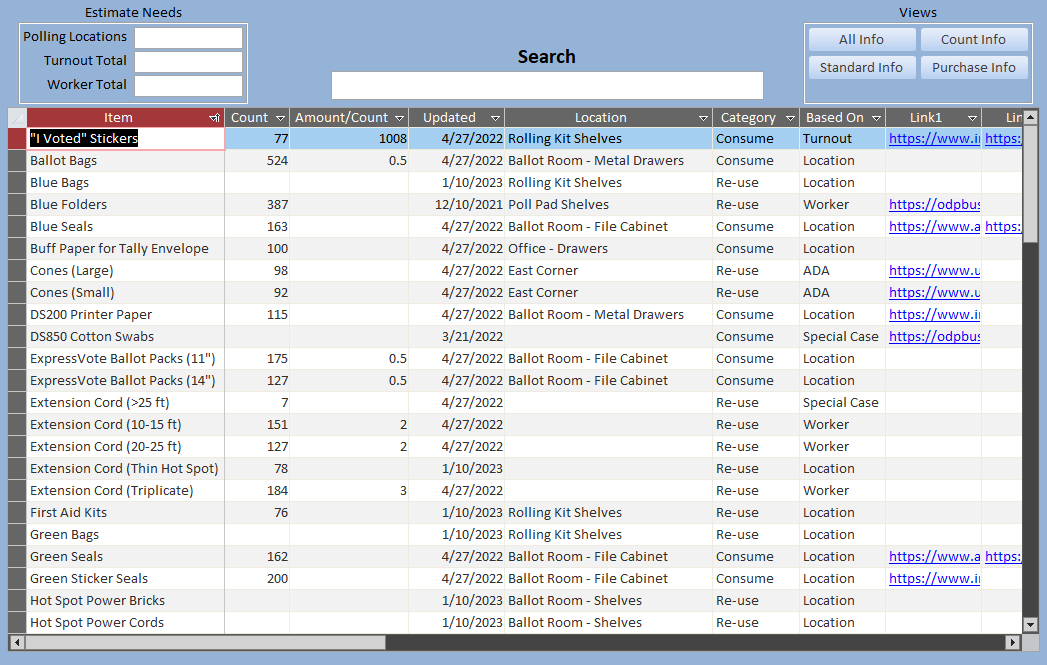 Estimate Needs
Views
Polling Locations
Turnout Total
Worker Total
Search
All Info Count Info
Standard Info Purchase Info
Item Count Amount/Count Updated Location Category Based On Link1 Lin
"I Voted" Stickers 77 1008 4/27/2022 Rolling Kit Shelves Consume Turnout https://www.i https:
Ballot Bags 524 0.5 4/27/2022 Ballot Room - Metal Drawers Consume Location
Blue Bags 1/10/2023 Rolling Kit Shelves Re-use Location
Blue Folders 387 12/10/2021 Poll Pad Shelves Re-use Worker https://odpbus
Blue Seals 163 4/27/2022 Ballot Room - File Cabinet Consume Location https://www.a https:
Buff Paper for Tally Envelope 100 4/27/2022 Office - Drawers Consume Location
Cones (Large) 98 4/27/2022 East Corner Re-use ADA https://www.u
Cones (Small) 92 4/27/2022 East Corner Re-use ADA https://www.u
DS200 Printer Paper 115 4/27/2022 Ballot Room - Metal Drawers Consume Location https://www.i
DS850 Cotton Swabs 3/21/2022 Consume Special Case https://odpbus
ExpressVote Ballot Packs (11") 175 0.5 4/27/2022 Ballot Room - File Cabinet Consume Location
ExpressVote Ballot Packs (14") 127 0.5 4/27/2022 Ballot Room - File Cabinet Consume Location
Extension Cord (>25 ft) 7 4/27/2022 Re-use Special Case
Extension Cord (10-15 ft) 151 2 4/27/2022 Re-use Worker
Extension Cord (20-25 ft) 127 2 4/27/2022 Re-use Worker
Extension Cord (Thin Hot Spot) 78 1/10/2023 Re-use Location
Extension Cord (Triplicate) 184 3 4/27/2022 Re-use Worker
First Aid Kits 76 1/10/2023 Rolling Kit Shelves Re-use Location
Green Bags 1/10/2023 Rolling Kit Shelves Re-use Location
Green Seals 162 4/27/2022 Ballot Room - File Cabinet Consume Location https://www.a https:
Green Sticker Seals 200 4/27/2022 Ballot Room - File Cabinet Consume Location https://www.i
Hot Spot Power Bricks 1/10/2023 Ballot Room - Shelves Re-use Location
Hot Spot Power Cords 1/10/2023 Ballot Room - Shelves Re-use Location